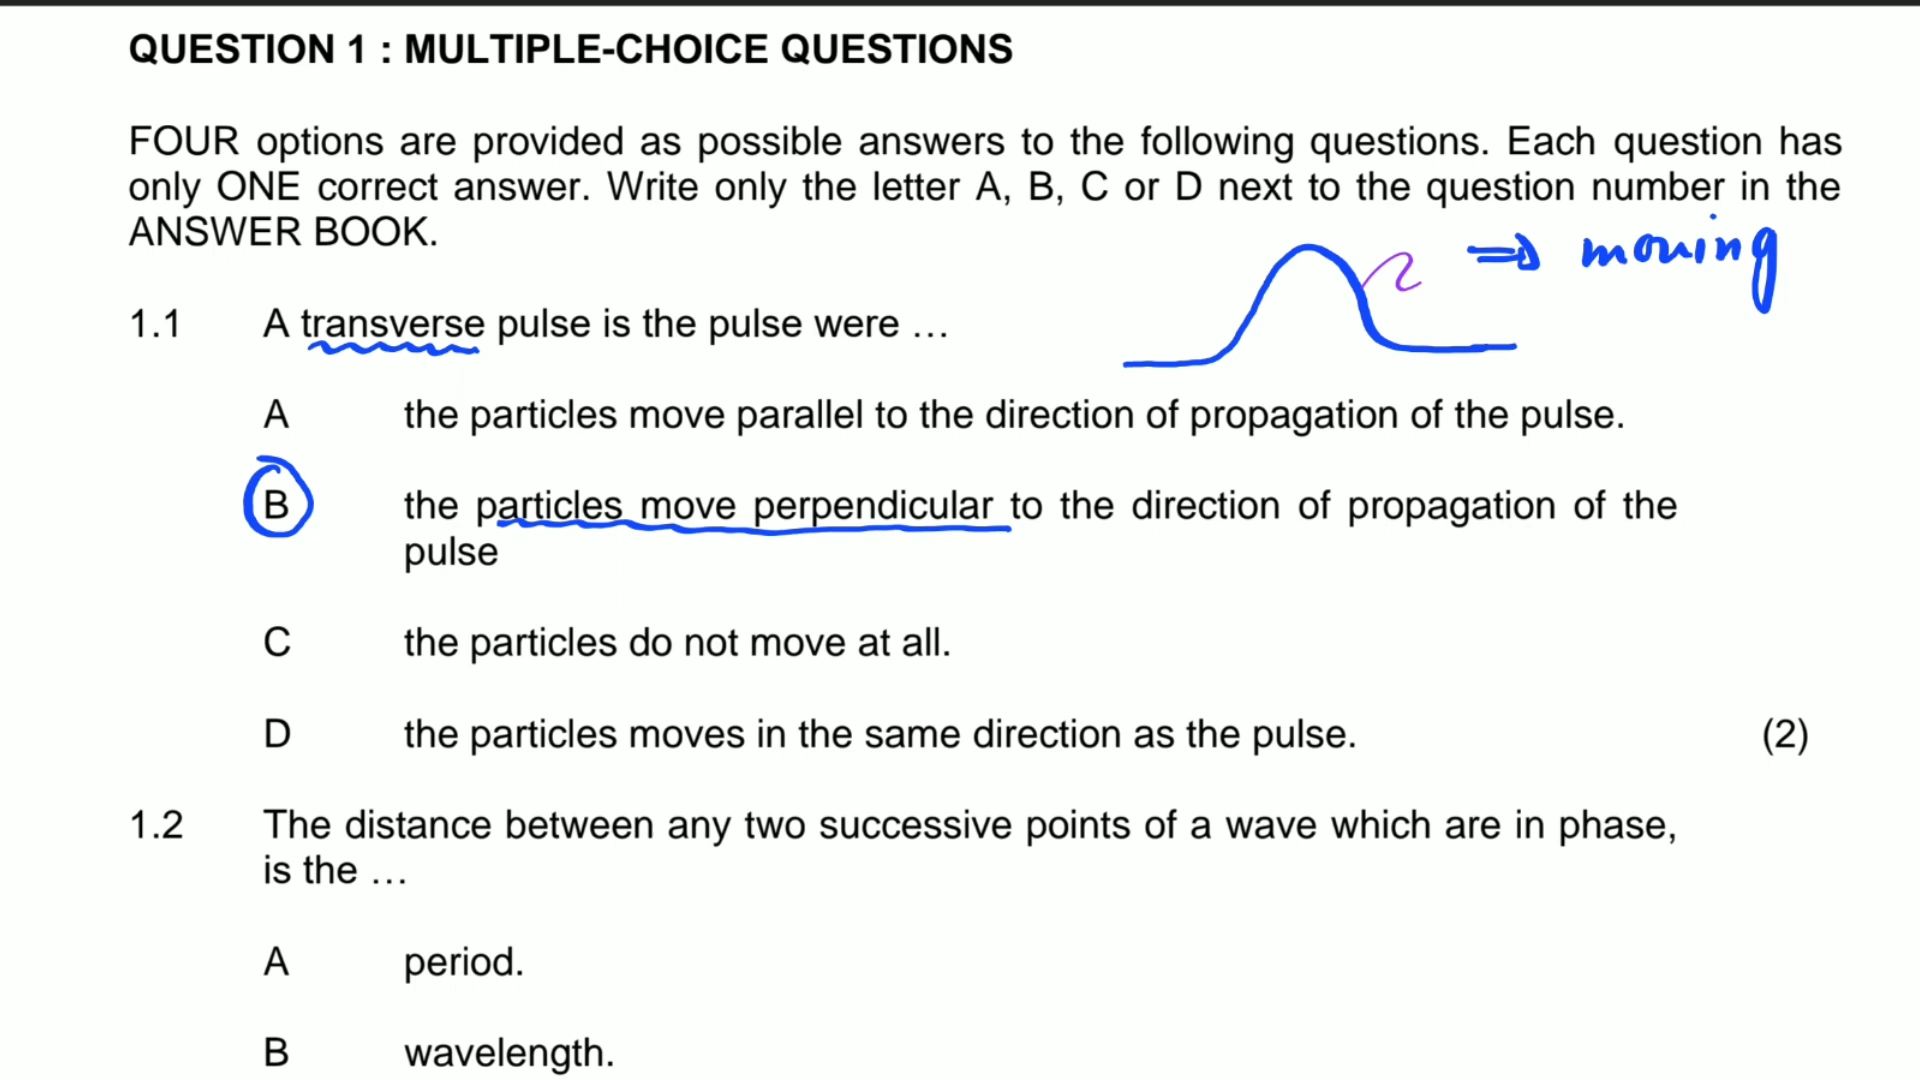 QUESTION 1 : MULTIPLE-CHOICE QUESTIONS
FOUR options are provided as possible answers to the following questions. Each question has
only ONE correct answer. Write only the letter A, B, C or D next to the question number in the
ANSWER BOOK.
⇒ moving
1.1 A transverse pulse is the pulse were …
A the particles move parallel to the direction of propagation of the pulse.
B the particles move perpendicular to the direction of propagation of the
pulse
C the particles do not move at all.
D the particles moves in the same direction as the pulse. (2)
1.2 The distance between any two successive points of a wave which are in phase,
is the …
A period.
B wavelength.